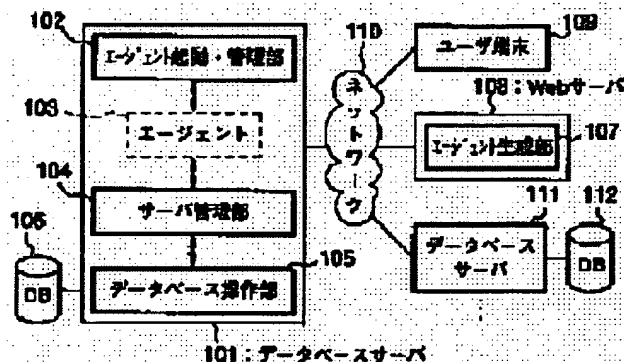 102
エージェント起動・管理部
103
エージェント
104
サーバ管理部
106
DB
データベース操作部
105
101：データベースサーバ
110
ネットワーク
ユーザ端末
109
108：Webサーバ
エージェント生成部
107
111
データベース
サーバ
112
DB